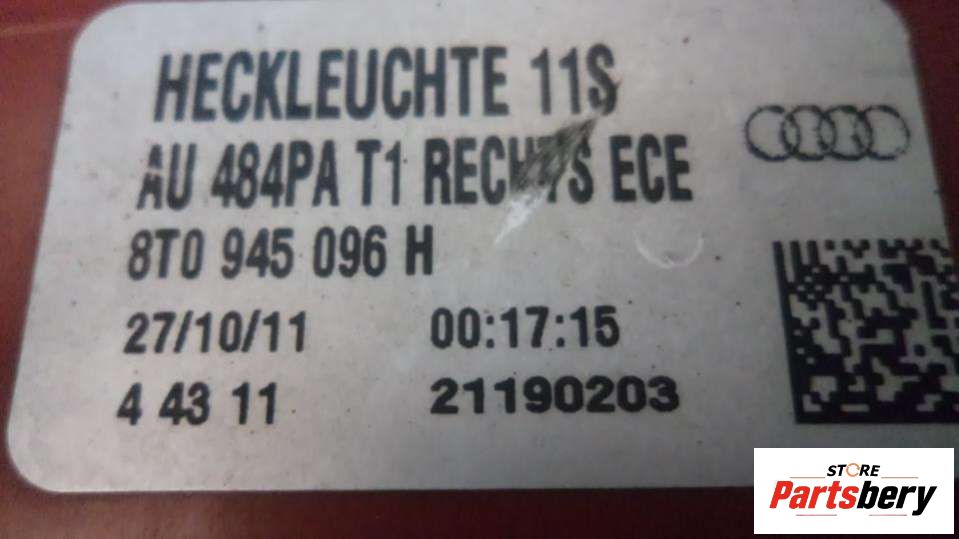 HECKLEUCHTE 11S
AU 484PA T1 RECHTS ECE
8T0 945 096 H
27/10/11 00:17:15
4 43 11 21190203
STORE
Partsbery